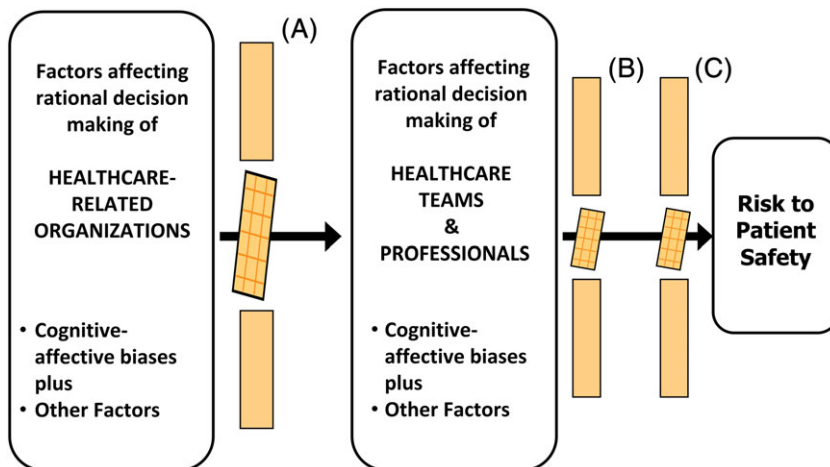 Factors affecting
rational decision
making of
HEALTHCARE-
RELATED
ORGANIZATIONS
• Cognitive-
affective biases
plus
• Other Factors
(A)
Factors affecting
rational decision
making of
HEALTHCARE
TEAMS
&
PROFESSIONALS
• Cognitive-
affective biases
plus
• Other Factors
(B)
(C)
Risk to
Patient
Safety